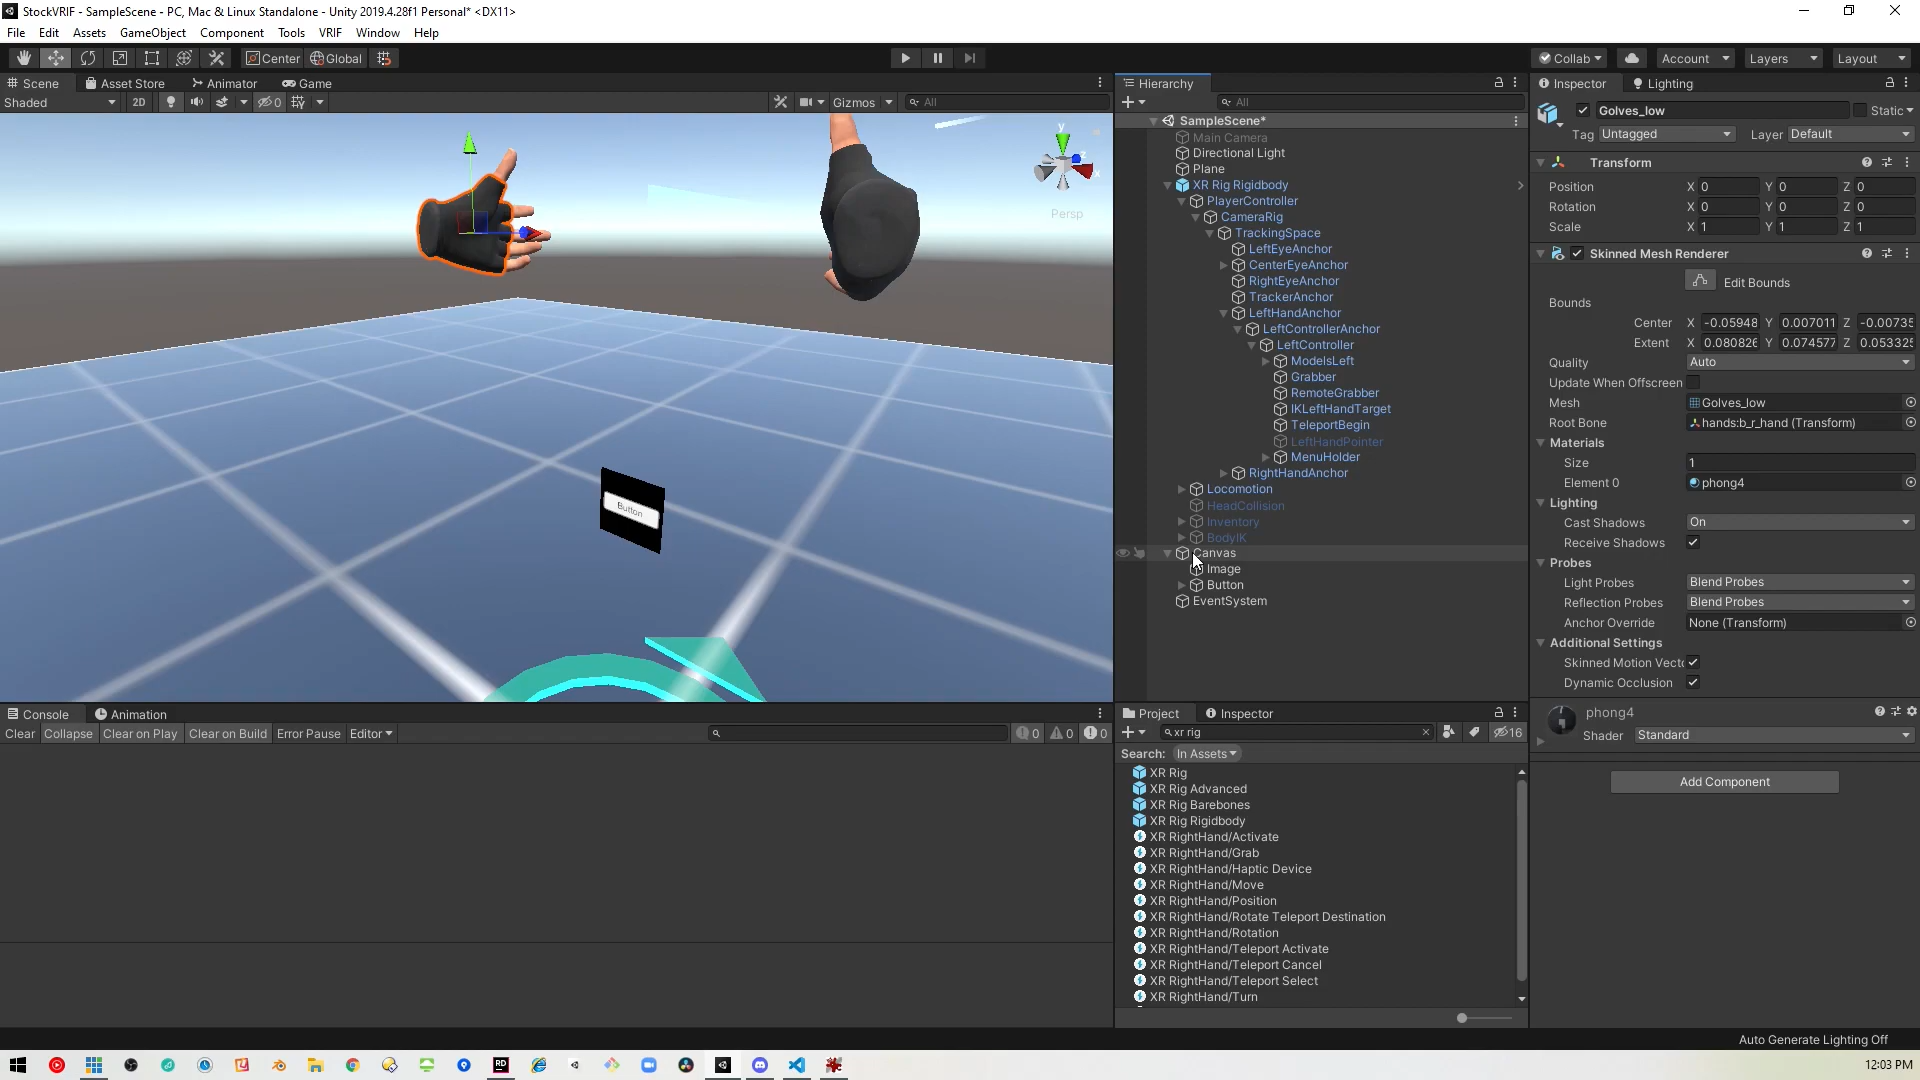 StockVRIF - SampleScene - PC, Mac & Linux Standalone - Unity 2019.4.28f1 Personal* <DX11>
File Edit Assets GameObject Component Tools VRIF Window Help
Center Global Collab Account Layers Layout
Scene Asset Store Animator Game
Shaded 2D 0 Gizmos All
y
z
x
Persp
Button
Hierarchy
All
SampleScene*
Main Camera
Directional Light
Plane
XR Rig Rigidbody
PlayerController
CameraRig
TrackingSpace
LeftEyeAnchor
CenterEyeAnchor
RightEyeAnchor
TrackerAnchor
LeftHandAnchor
LeftControllerAnchor
LeftController
ModelsLeft
Grabber
RemoteGrabber
IKLeftHandTarget
TeleportBegin
LeftHandPointer
MenuHolder
RightHandAnchor
Locomotion
HeadCollision
Inventory
BodyIK
Canvas
Image
Button
EventSystem
Inspector Lighting
Golves_low Static
Tag Untagged Layer Default
Transform
Position X 0 Y 0 Z 0
Rotation X 0 Y 0 Z 0
Scale X 1 Y 1 Z 1
Skinned Mesh Renderer
Edit Bounds
Bounds
Center X -0.05948 Y 0.007011 Z -0.00735
Extent X 0.080826 Y 0.074577 Z 0.053325
Quality Auto
Update When Offscreen
Mesh Golves_low
Root Bone hands:b_r_hand (Transform)
Materials
Size 1
Element 0 phong4
Lighting
Cast Shadows On
Receive Shadows
Probes
Light Probes Blend Probes
Reflection Probes Blend Probes
Anchor Override None (Transform)
Additional Settings
Skinned Motion Vect
Dynamic Occlusion
phong4
Shader Standard
Add Component
Console Animation
Clear Collapse Clear on Play Clear on Build Error Pause Editor 0 0 0
Project Inspector
xr rig 16
Search: In Assets
XR Rig
XR Rig Advanced
XR Rig Barebones
XR Rig Rigidbody
XR RightHand/Activate
XR RightHand/Grab
XR RightHand/Haptic Device
XR RightHand/Move
XR RightHand/Position
XR RightHand/Rotate Teleport Destination
XR RightHand/Rotation
XR RightHand/Teleport Activate
XR RightHand/Teleport Cancel
XR RightHand/Teleport Select
XR RightHand/Turn
Auto Generate Lighting Off
RD
12:03 PM